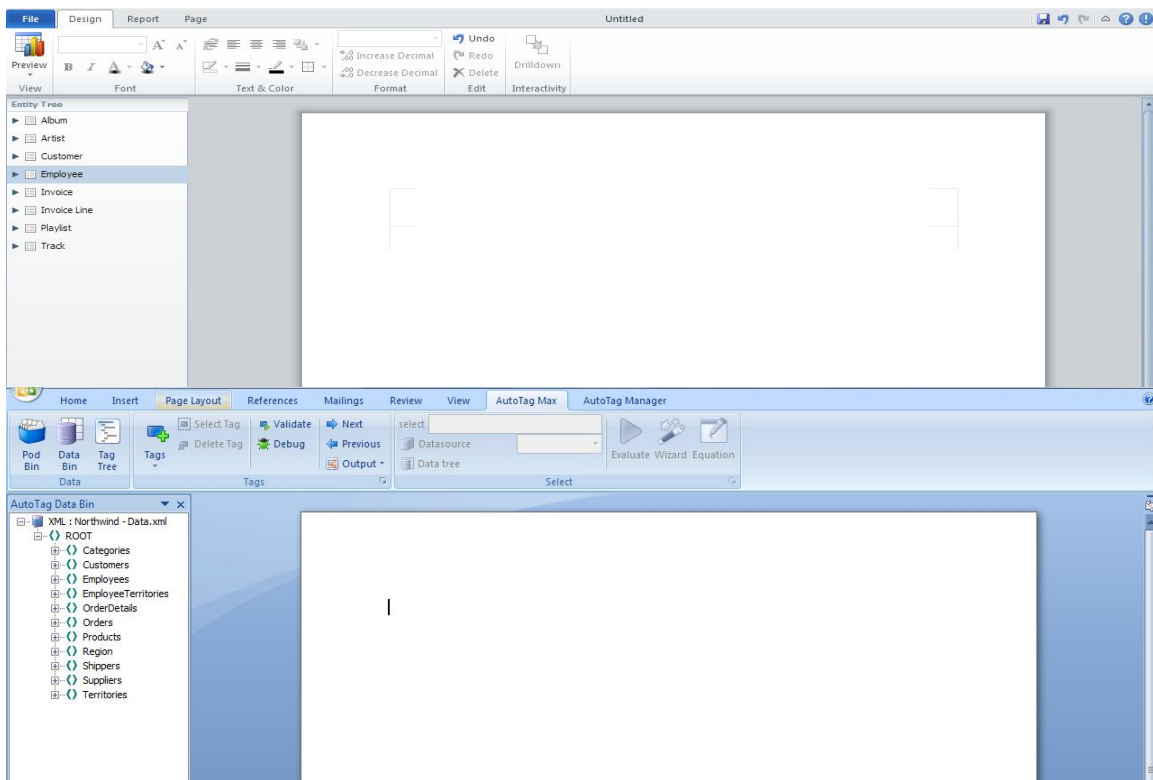 File Design Report Page Untitled
A A
Undo
Redo
Delete
Increase Decimal
Decrease Decimal
Drilldown
Preview
B I A
View Font Text & Color Format Edit Interactivity
Entity Tree
Album
Artist
Customer
Employee
Invoice
Invoice Line
Playlist
Track
Home Insert Page Layout References Mailings Review View AutoTag Max AutoTag Manager
Pod Bin
Data Bin
Tag Tree
Tags
Select Tag
Delete Tag
Validate
Debug
Next
Previous
Output
select
Datasource
Data tree
Evaluate Wizard Equation
Data Tags Select
AutoTag Data Bin
XML : Northwind - Data.xml
ROOT
Categories
Customers
Employees
EmployeeTerritories
OrderDetails
Orders
Products
Region
Shippers
Suppliers
Territories